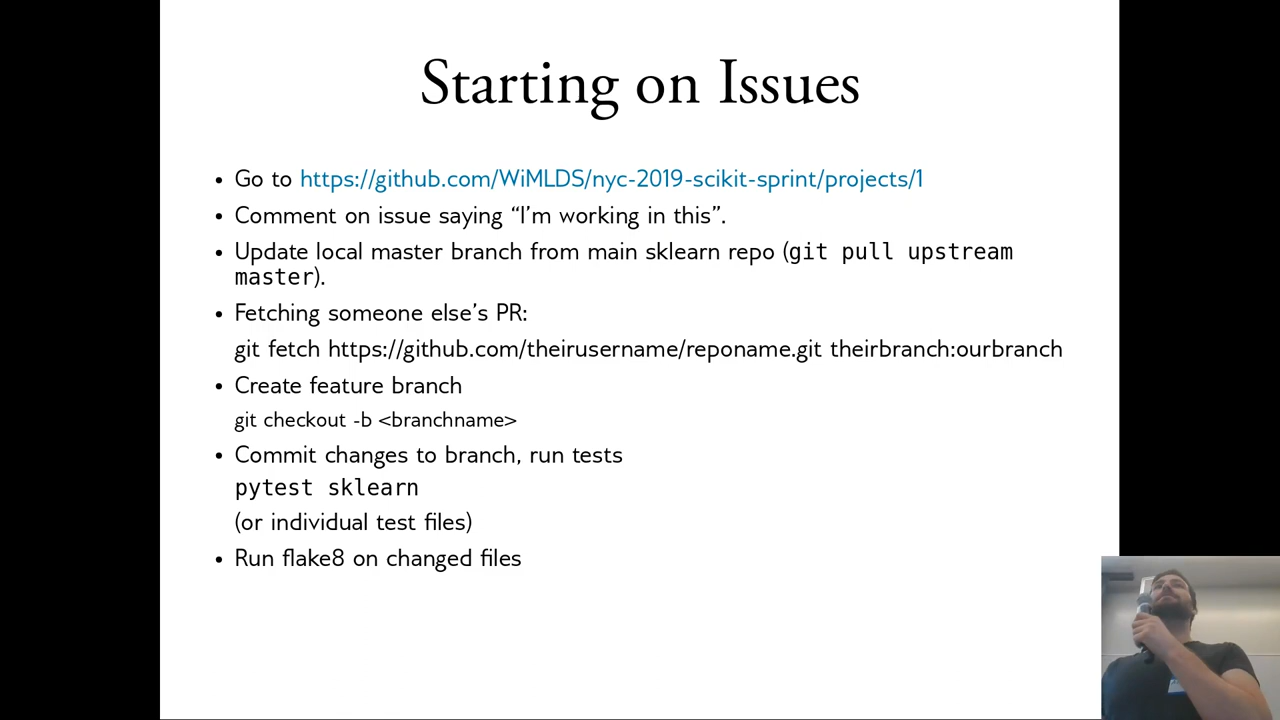 Starting on Issues
• Go to https://github.com/WiMLDS/nyc-2019-scikit-sprint/projects/1
• Comment on issue saying “I’m working in this”.
• Update local master branch from main sklearn repo (git pull upstream
master).
• Fetching someone else’s PR:
git fetch https://github.com/theirusername/reponame.git theirbranch:ourbranch
• Create feature branch
git checkout -b <branchname>
• Commit changes to branch, run tests
pytest sklearn
(or individual test files)
• Run flake8 on changed files